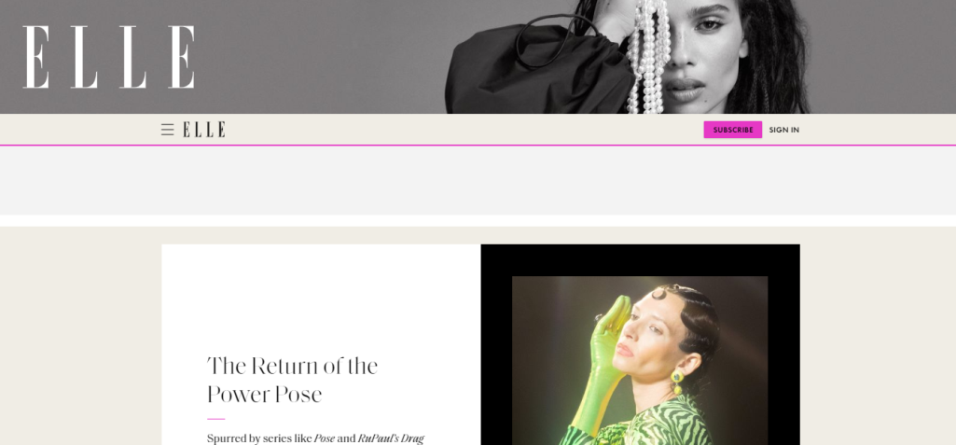 ELLE
ELLE
SUBSCRIBE SIGN IN
The Return of the
Power Pose
Spurred by series like Pose and RuPaul's Drag